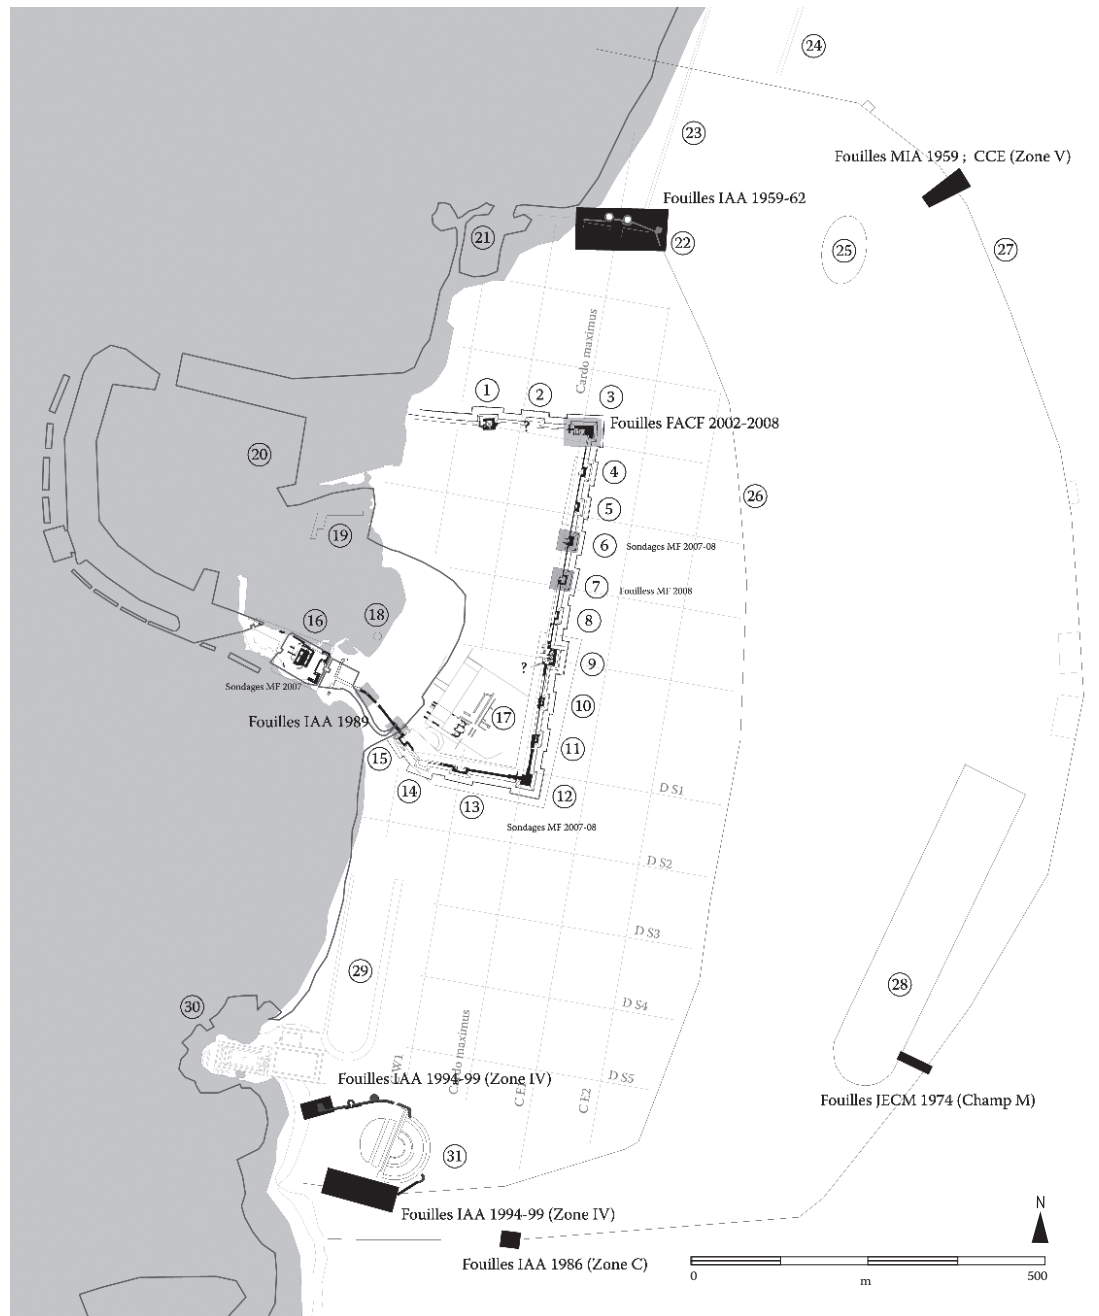 24
23
Fouilles MIA 1959 ; CCE (Zone V)
Fouilles IAA 1959-62
21
22
25
27
Cardo maximus
1
2
3
?
Fouilles FACF 2002-2008
20
4
26
5
19
6
Sondages MF 2007-08
7
Fouilless MF 2008
16
18
8
?
9
Sondages MF 2007
10
Fouilles IAA 1989
17
11
15
14
13
12
D S1
Sondages MF 2007-08
D S2
D S3
29
28
30
D S4
Cardo maximus
W1
D S5
C E2
Fouilles IAA 1994-99 (Zone IV)
Fouilles JECM 1974 (Champ M)
31
Fouilles IAA 1994-99 (Zone IV)
N
Fouilles IAA 1986 (Zone C)
0
m
500